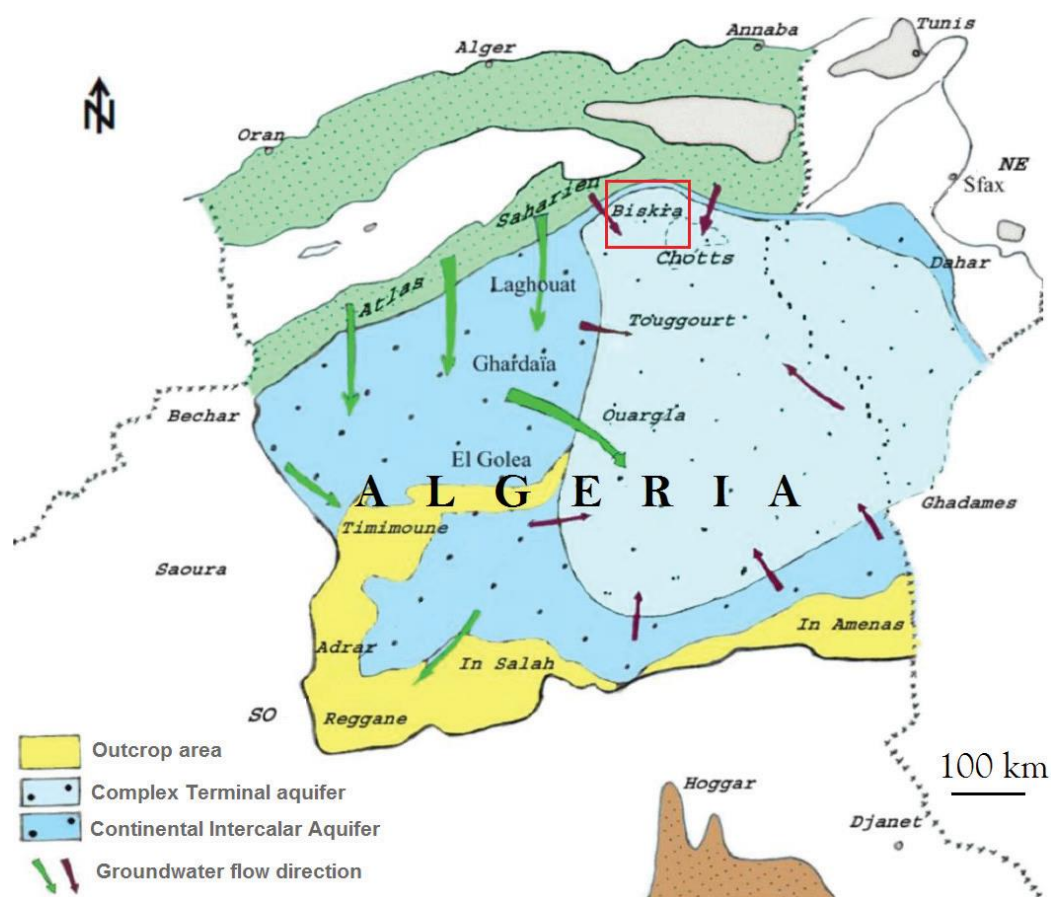 Tunis
Annaba
Alger
N
Oran
NE
Sfax
Saharien
Biskra
Chotts
Dahar
Atlas
Laghouat
Touggourt
Ghardaïa
Bechar
Ouargla
El Golea
A L G E R I A
Ghadames
Timimoune
Saoura
In Amenas
Adrar
In Salah
SO
Reggane
Outcrop area
100 km
Complex Terminal aquifer
Hoggar
Continental Intercalar Aquifer
Djanet
Groundwater flow direction